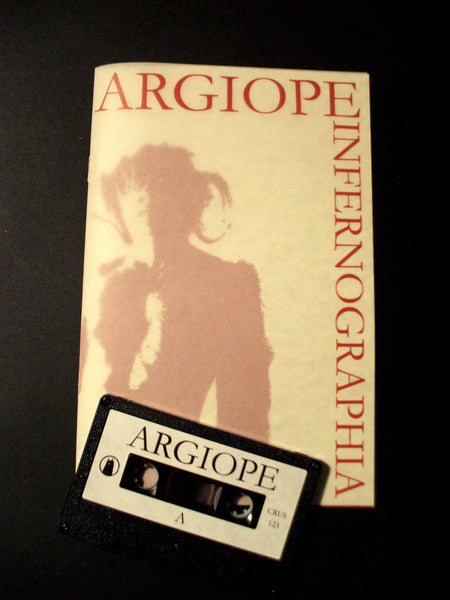 ARGIOPE
INFERNOGRAPHIA
ARGIOPE
A
CRUS
123